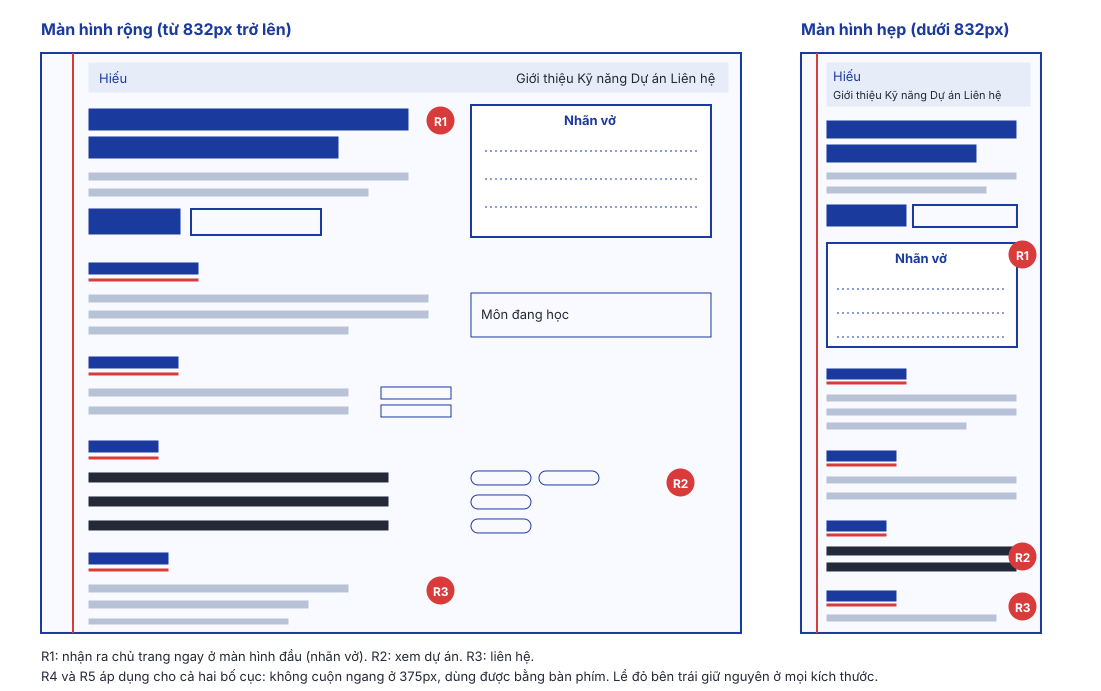 Màn hình rộng (từ 832px trở lên)
Hiếu
Giới thiệu Kỹ năng Dự án Liên hệ
R1
Nhãn vở
Môn đang học
R2
R3
Màn hình hẹp (dưới 832px)
Hiếu
Giới thiệu Kỹ năng Dự án Liên hệ
Nhãn vở
R1
R2
R3
R1: nhận ra chủ trang ngay ở màn hình đầu (nhãn vở). R2: xem dự án. R3: liên hệ.
R4 và R5 áp dụng cho cả hai bố cục: không cuộn ngang ở 375px, dùng được bằng bàn phím. Lề đỏ bên trái giữ nguyên ở mọi kích thước.